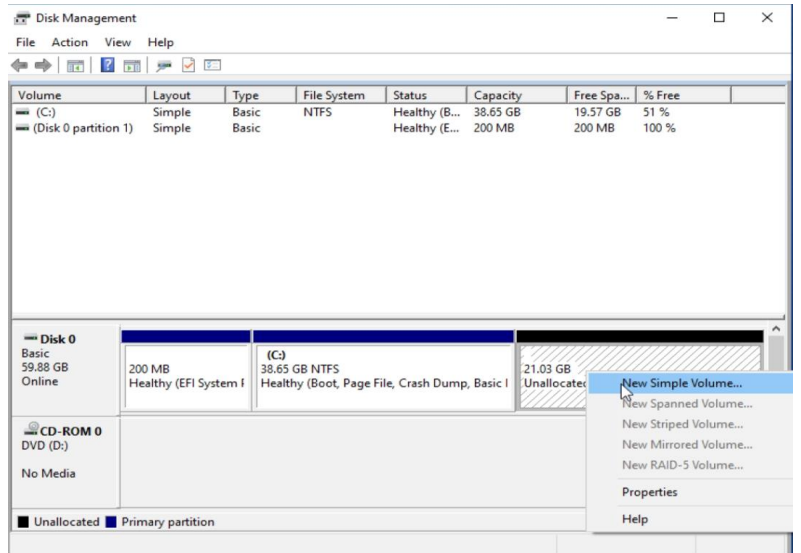 Disk Management
File Action View Help
Volume Layout Type File System Status Capacity Free Spa... % Free
(C:) Simple Basic NTFS Healthy (B... 38.65 GB 19.57 GB 51 %
(Disk 0 partition 1) Simple Basic Healthy (E... 200 MB 200 MB 100 %
Disk 0
Basic
59.88 GB
Online
200 MB
Healthy (EFI System P
(C:)
38.65 GB NTFS
Healthy (Boot, Page File, Crash Dump, Basic
21.03 GB
Unallocated
New Simple Volume...
New Spanned Volume...
New Striped Volume...
New Mirrored Volume...
New RAID-5 Volume...
Properties
Help
CD-ROM 0
DVD (D:)
No Media
Unallocated Primary partition